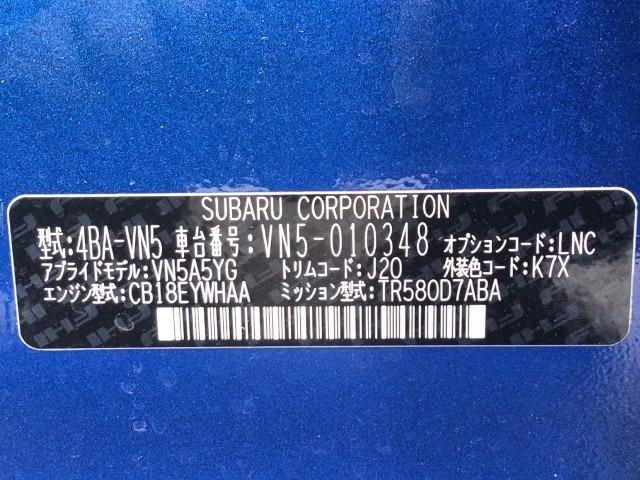 SUBARU CORPORATION
型式:4BA-VN5 車台番号:VN5-010348 オプションコード:LNC
アプライドモデル:VN5A5YG トリムコード:J20 外装色コード:K7X
エンジン型式:CB18EYWHAA ミッション型式:TR580D7ABA